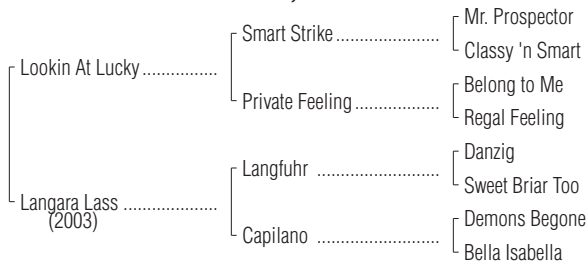 Mr. Prospector
Smart Strike ....................
Classy 'n Smart
Lookin At Lucky ...............
Belong to Me
Private Feeling ................
Regal Feeling
Danzig
Langfuhr ..................
Sweet Briar Too
Langara Lass ...................
(2003)
Demons Begone
Capilano ........................
Bella Isabella